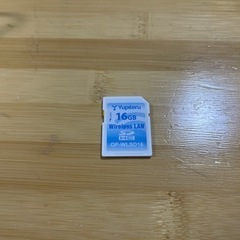 Yupiteru
16GB
Wireless LAN
OP-WLSD16